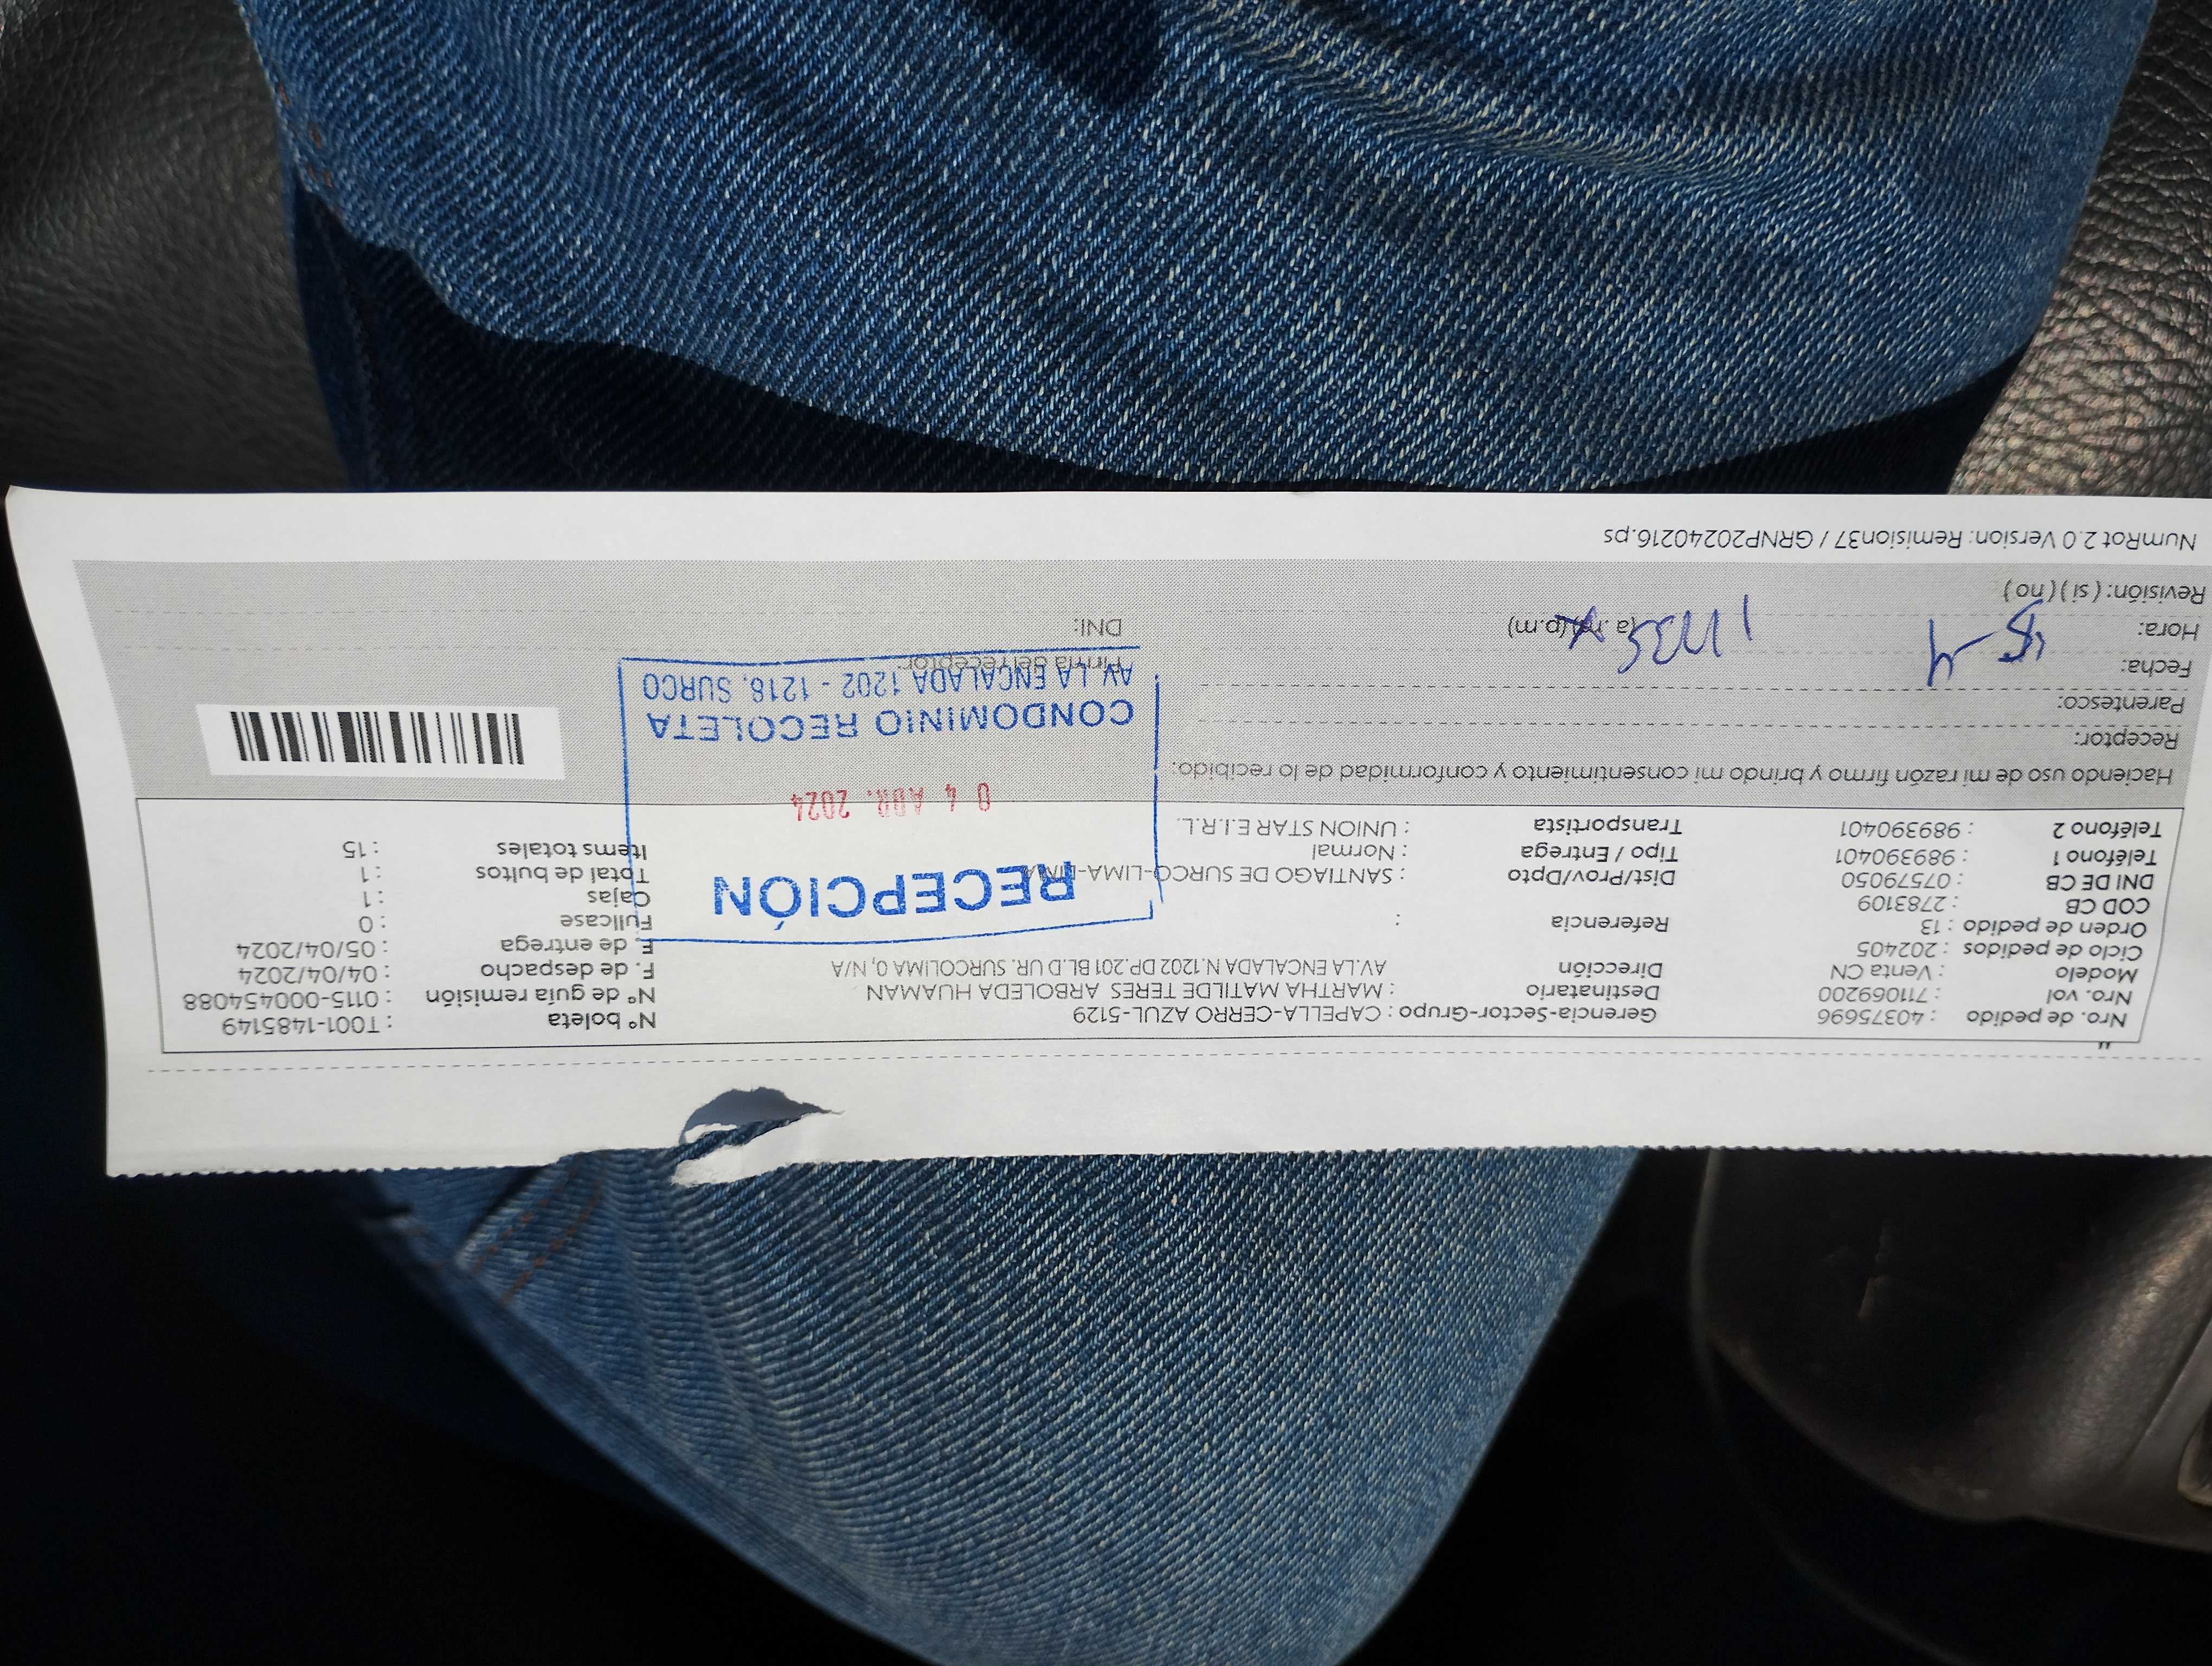 Nro. de pedido : 40375696 Gerencia-Sector-Grupo : CAPELLA-CERRO AZUL-5129 N° boleta : T001-1485149
Nro. vol : 711069200 Destinatario : MARTHA MATILDE TERES ARBOLEDA HUAMAN N° de guía remisión : 0115-000454088
Modelo : Venta CN Dirección AV.LA ENCALADA N.1202 DP.201 BL.D UR. SURCOLIMA 0, N/A F. de despacho : 04/04/2024
Ciclo de pedidos : 202405 F. de entrega : 05/04/2024
Orden de pedido : 13 Referencia : Fullcase : 0
COD CB : 2783109 Cajas : 1
DNI DE CB : 07579050 Dist/Prov/Dpto : SANTIAGO DE SURCO-LIMA-LIMA Total de bultos : 1
Teléfono 1 : 989390401 Tipo / Entrega : Normal Items totales : 15
Teléfono 2 : 989390401 Transportista : UNION STAR E.I.R.L.
RECEPCIÓN
04 ABR. 2024
CONDOMINIO RECOLETA
AV. LA ENCALADA 1202 - 1218. SURCO
Haciendo uso de mi razón firmo y brindo mi consentimiento y conformidad de lo recibido:
Receptor:
Parentesco:
Fecha: Firma del receptor:
Hora: (a.m)(p.m) DNI:
Revisión: ( si ) ( no )
NumRot 2.0 Version: Remision37 / GRNP20240216.ps